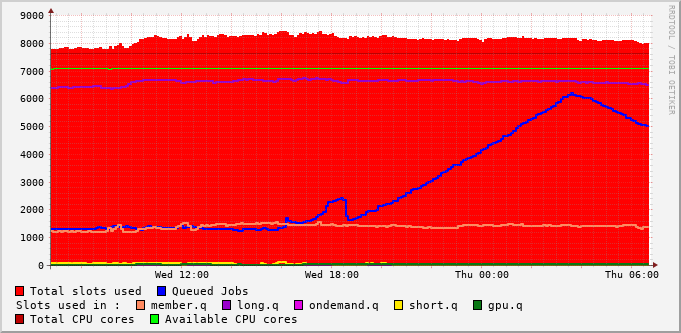 9000
8000
7000
6000
5000
4000
3000
2000
1000
0
Wed 12:00 Wed 18:00 Thu 00:00 Thu 06:00
RRDTOOL / TOBI OETIKER
Total slots used Queued Jobs
Slots used in : member.q long.q ondemand.q short.q gpu.q
Total CPU cores Available CPU cores